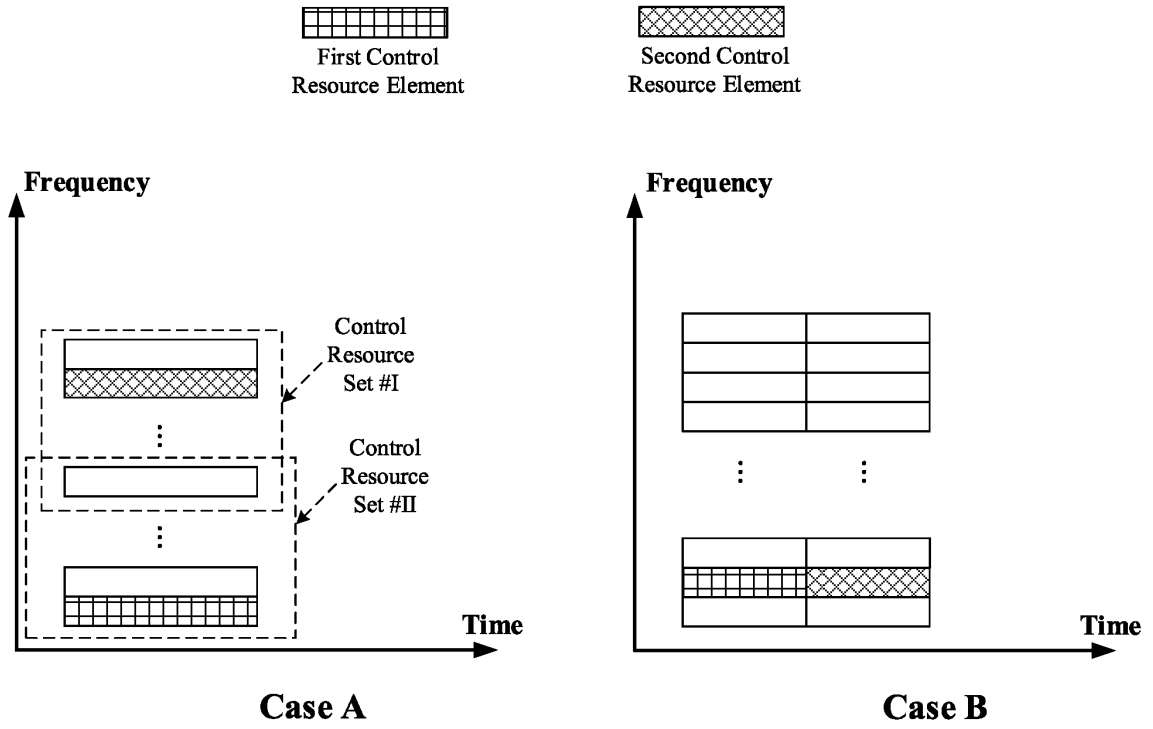 First Control
Resource Element
Second Control
Resource Element
Frequency
Control
Resource
Set #I
Control
Resource
Set #II
Time
Case A
Frequency
Time
Case B